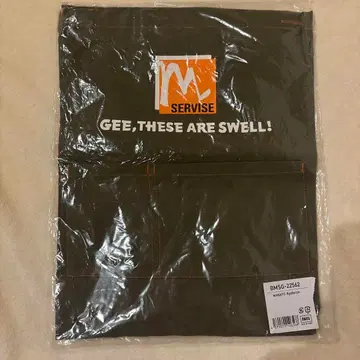 m
SERVISE
GEE, THESE ARE SWELL!
BMSG-22562